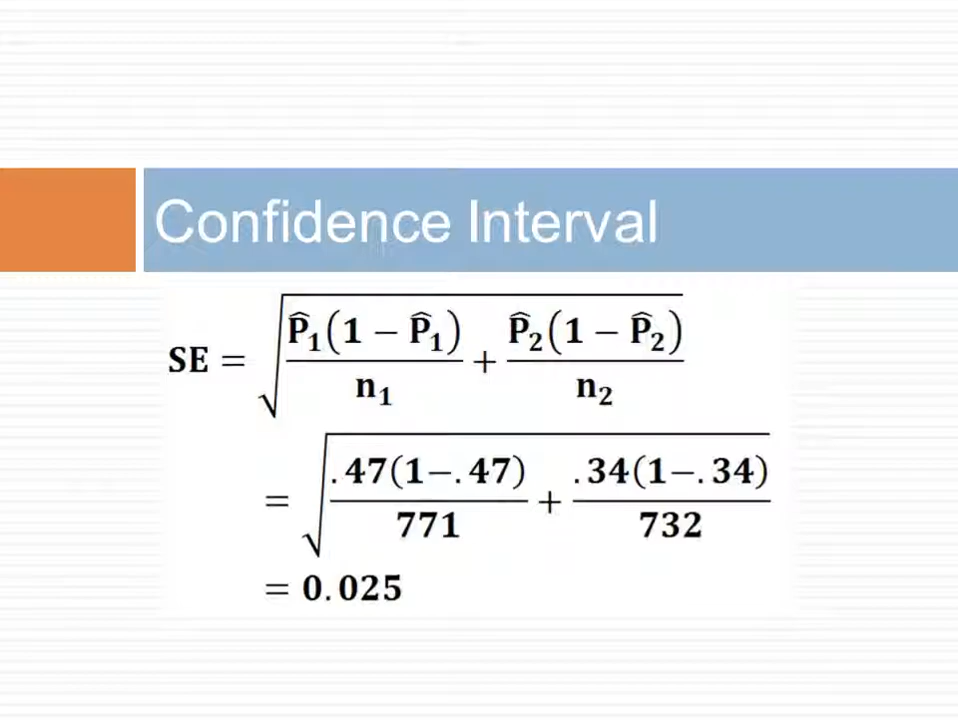 Confidence Interval
SE = √(P̂₁(1 − P̂₁)/n₁ + P̂₂(1 − P̂₂)/n₂)
= √(.47(1−.47)/771 + .34(1−.34)/732)
= 0.025